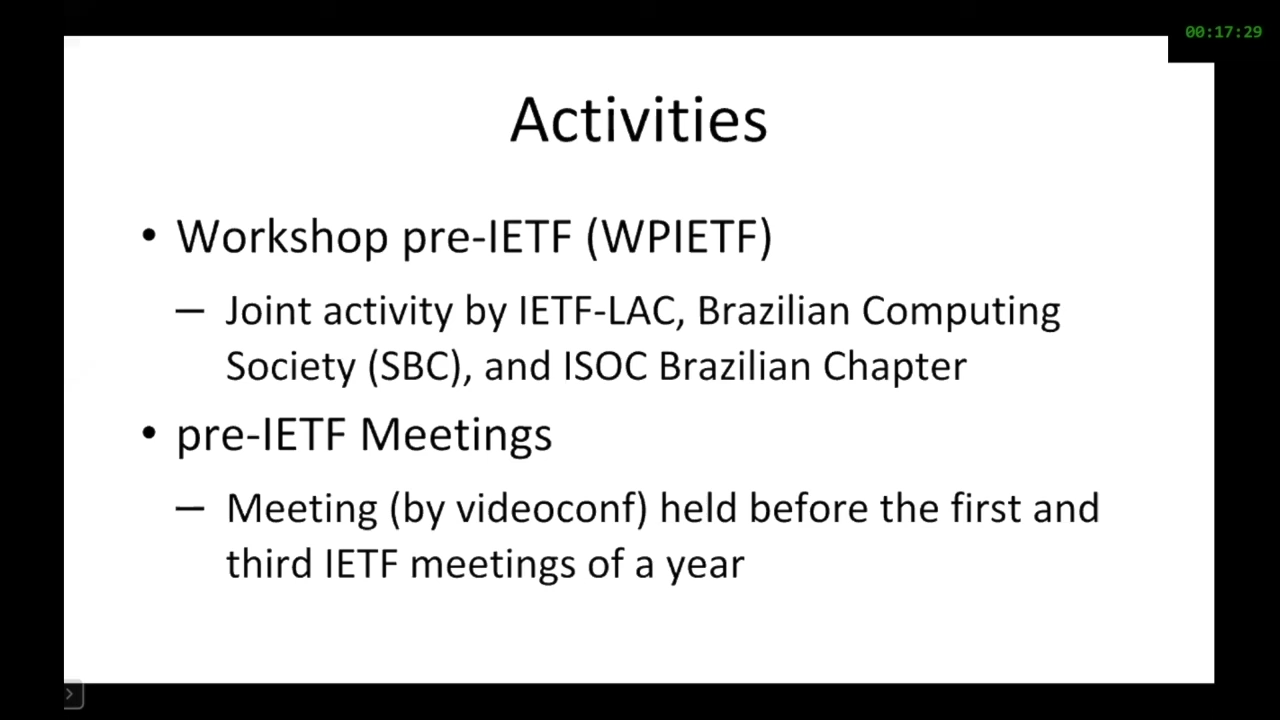 00:17:29
Activities
• Workshop pre-IETF (WPIETF)
– Joint activity by IETF-LAC, Brazilian Computing
Society (SBC), and ISOC Brazilian Chapter
• pre-IETF Meetings
– Meeting (by videoconf) held before the first and
third IETF meetings of a year